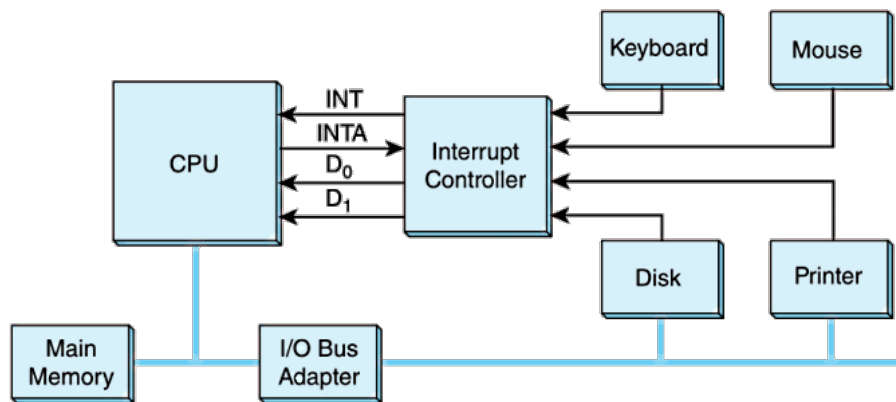 Keyboard
Mouse
INT
INTA
D₀
D₁
CPU
Interrupt
Controller
Disk
Printer
Main
Memory
I/O Bus
Adapter